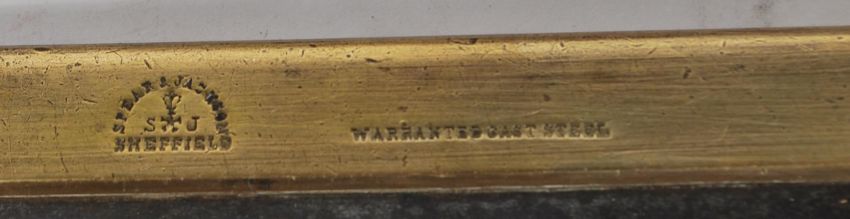 SPEAR & JACKSON
S J
SHEFFIELD
WARRANTED CAST STEEL